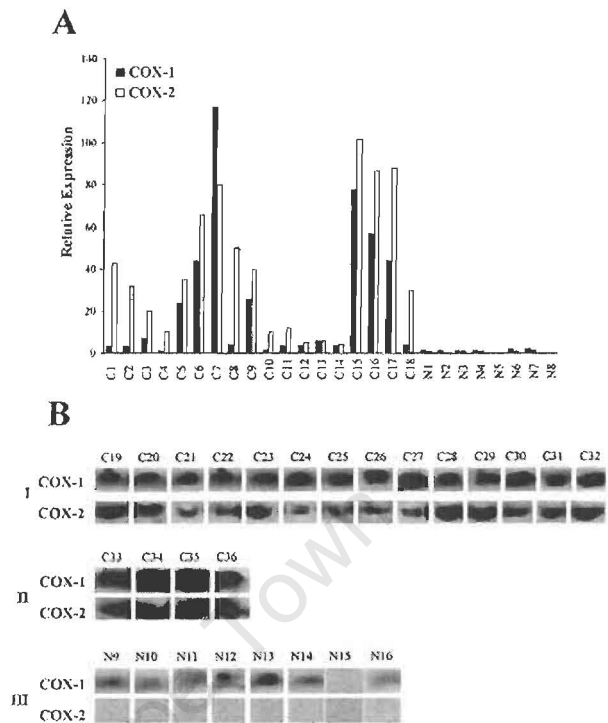 A
140
120
100
80
60
40
20
0
Relative Expression
COX-1
COX-2
C1 C2 C3 C4 C5 C6 C7 C8 C9 C10 C11 C12 C13 C14 C15 C16 C17 C18 N1 N2 N3 N4 N5 N6 N7 N8
B
C19 C20 C21 C22 C23 C24 C25 C26 C27 C28 C29 C30 C31 C32
I
COX-1
COX-2
C33 C34 C35 C36
II
COX-1
COX-2
N9 N10 N11 N12 N13 N14 N15 N16
III
COX-1
COX-2
Town